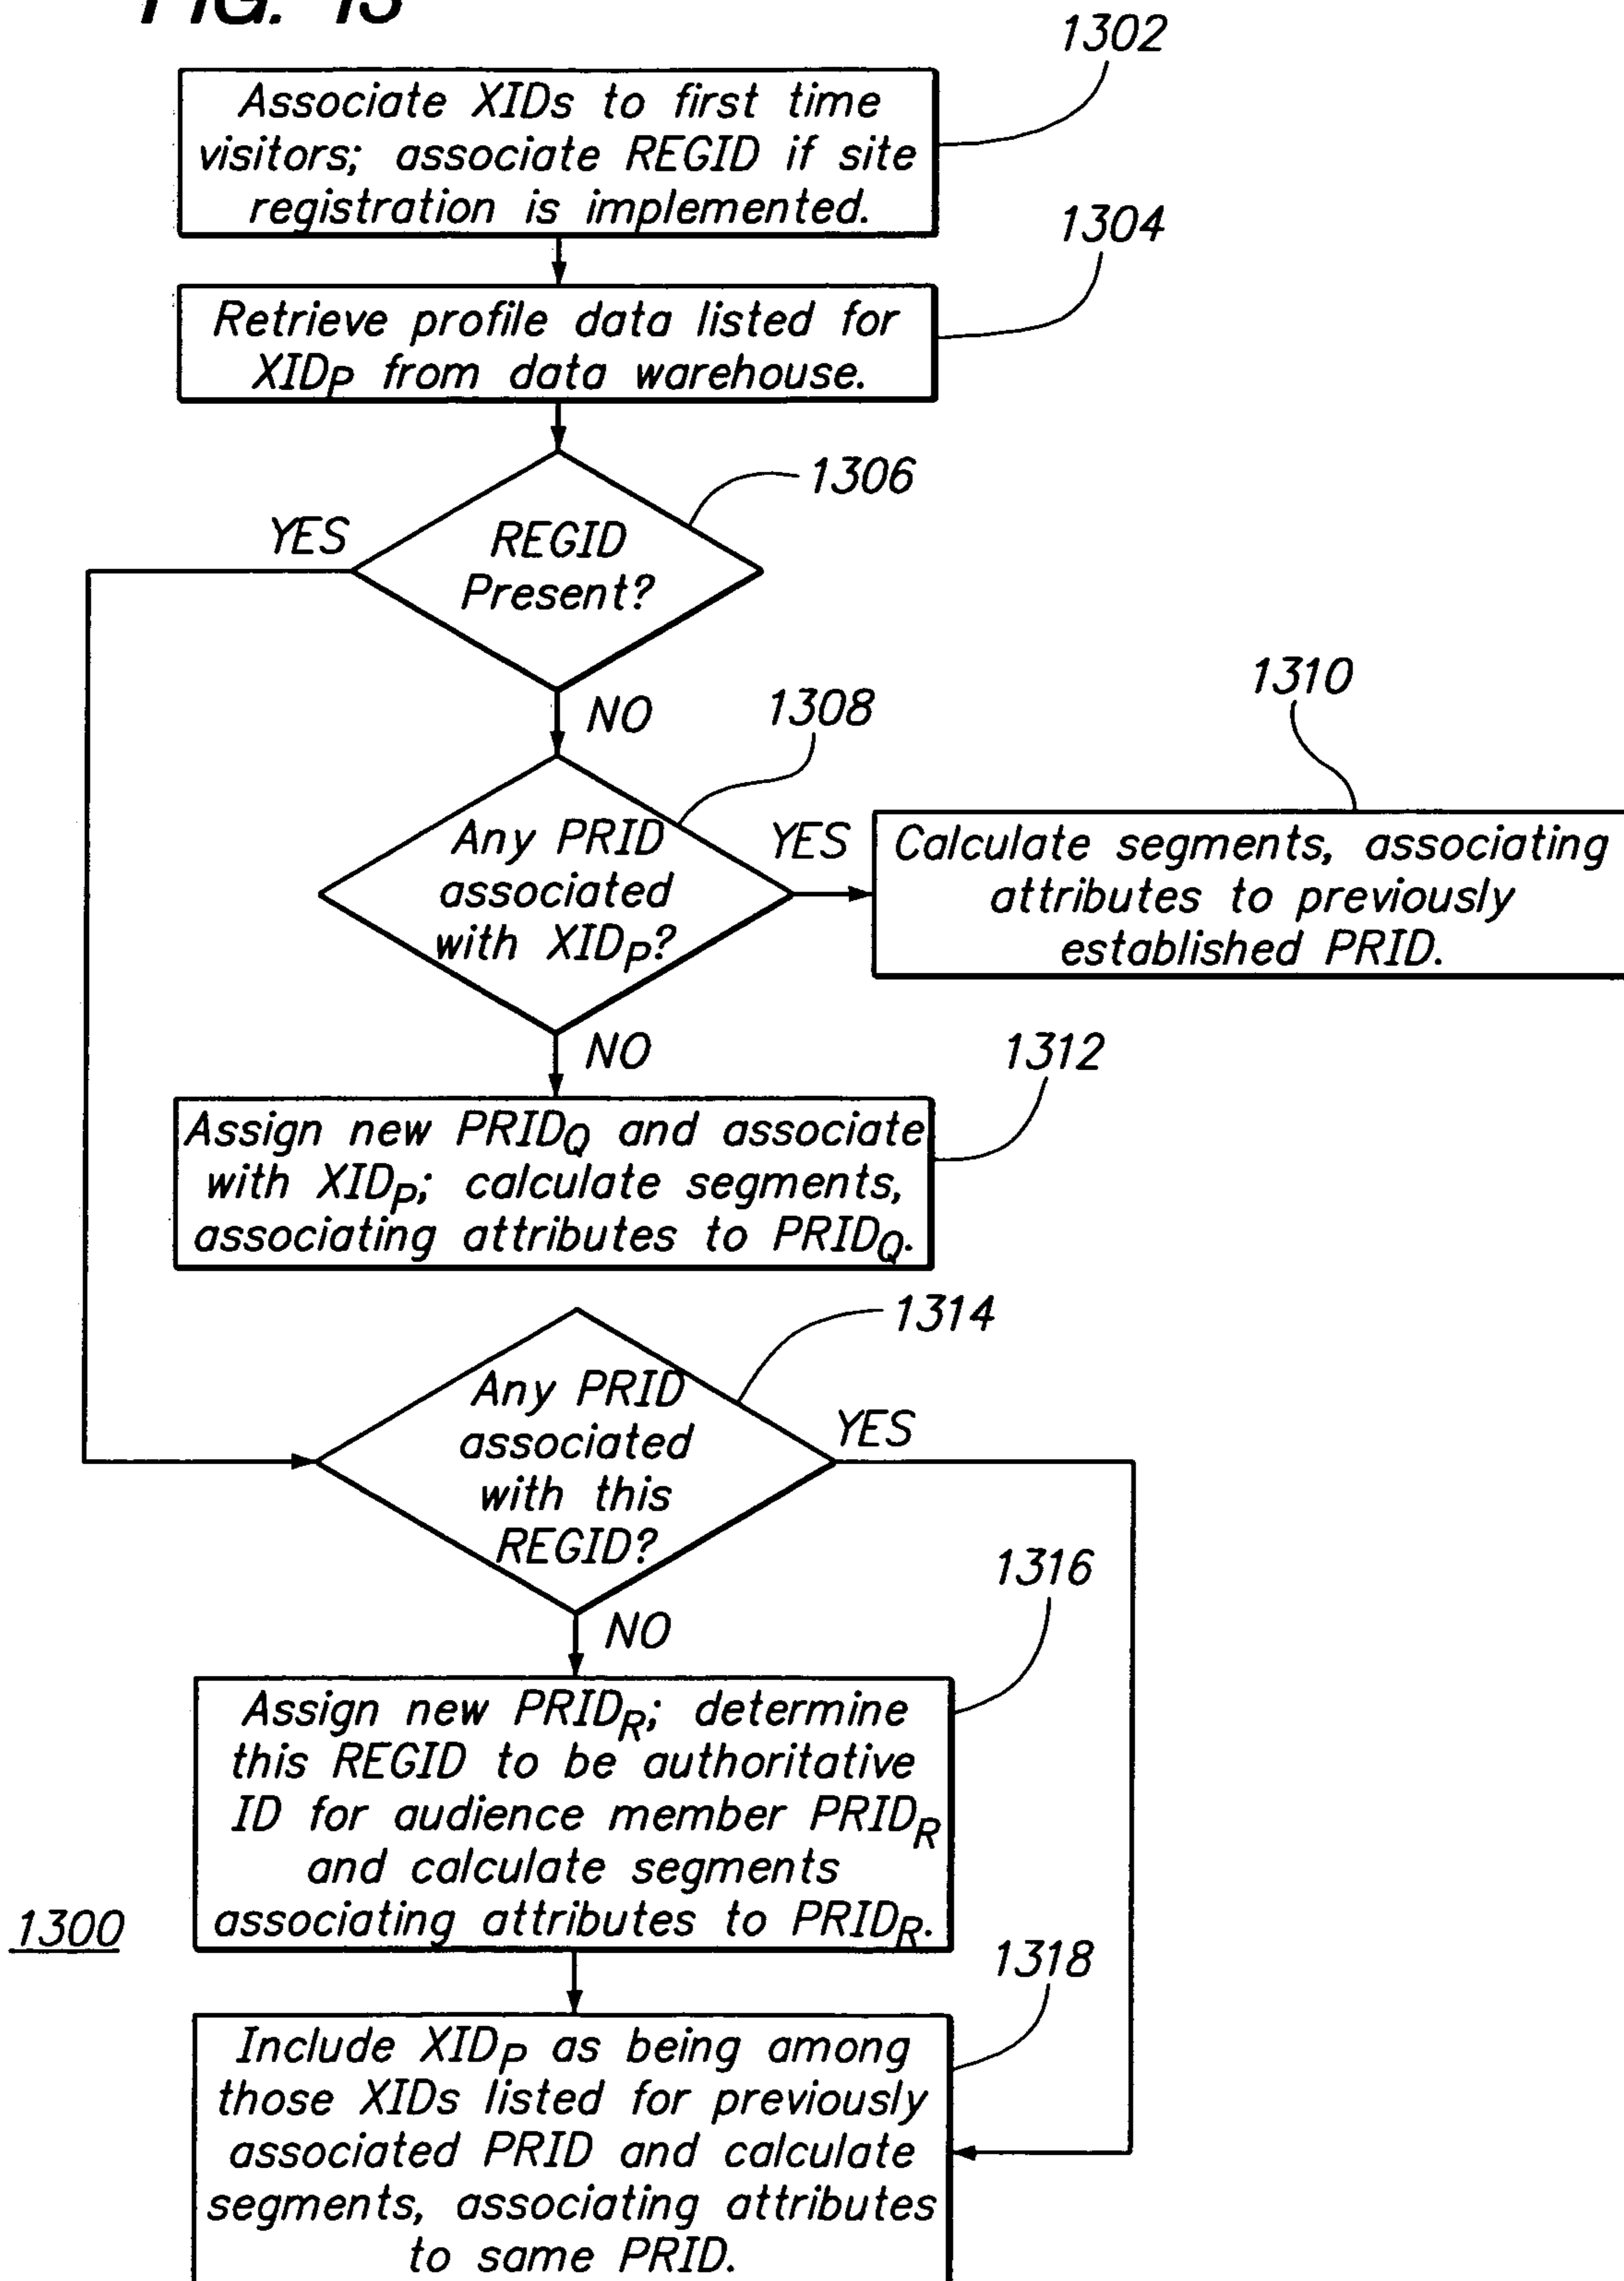 FIG. 13
1302
Associate XIDs to first time
visitors; associate REGID if site
registration is implemented.
1304
Retrieve profile data listed for
XIDP from data warehouse.
1306
YES
REGID
Present?
NO
1308
1310
Any PRID
associated
with XIDP?
YES
Calculate segments, associating
attributes to previously
established PRID.
NO
1312
Assign new PRIDQ and associate
with XIDP; calculate segments,
associating attributes to PRIDQ.
1314
Any PRID
associated
with this
REGID?
YES
NO
1316
Assign new PRIDR; determine
this REGID to be authoritative
ID for audience member PRIDR
and calculate segments
associating attributes to PRIDR.
1300
1318
Include XIDP as being among
those XIDs listed for previously
associated PRID and calculate
segments, associating attributes
to same PRID.